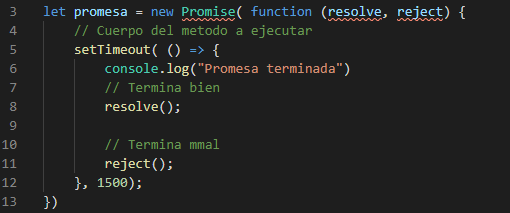 3 let promesa = new Promise( function (resolve, reject) {
4 // Cuerpo del metodo a ejecutar
5 setTimeout( () => {
6 console.log("Promesa terminada")
7 // Termina bien
8 resolve();
9
10 // Termina mmal
11 reject();
12 }, 1500);
13 })